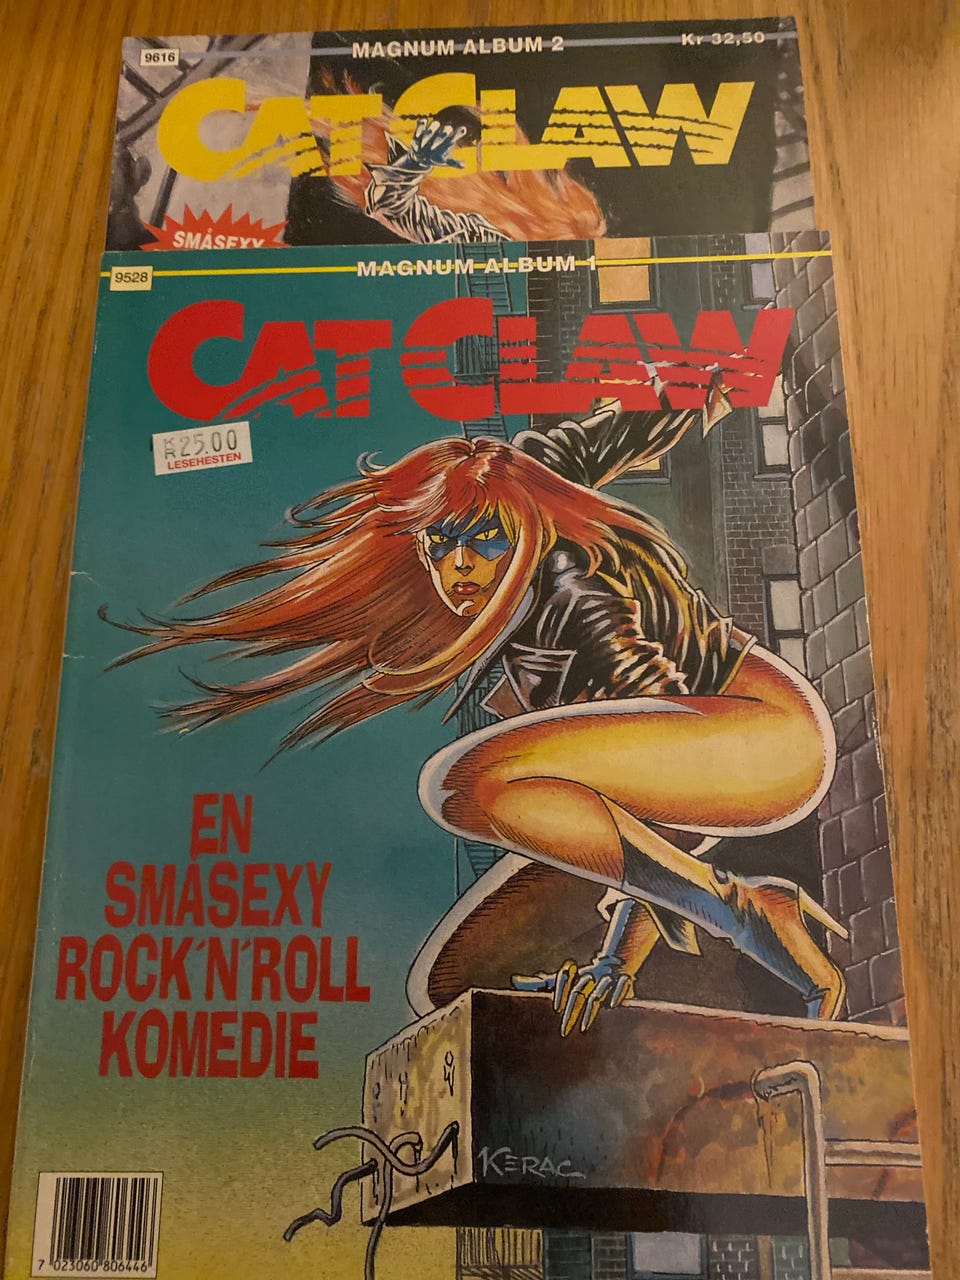 9616
MAGNUM ALBUM 2
Kr 32,50
CAT CLAW
SMÅSEXY
9528
MAGNUM ALBUM 1
CAT CLAW
KR 25.00
LESEHESTEN
EN
SMÅSEXY
ROCK'N'ROLL
KOMEDIE
KERAC
7 023060 806446